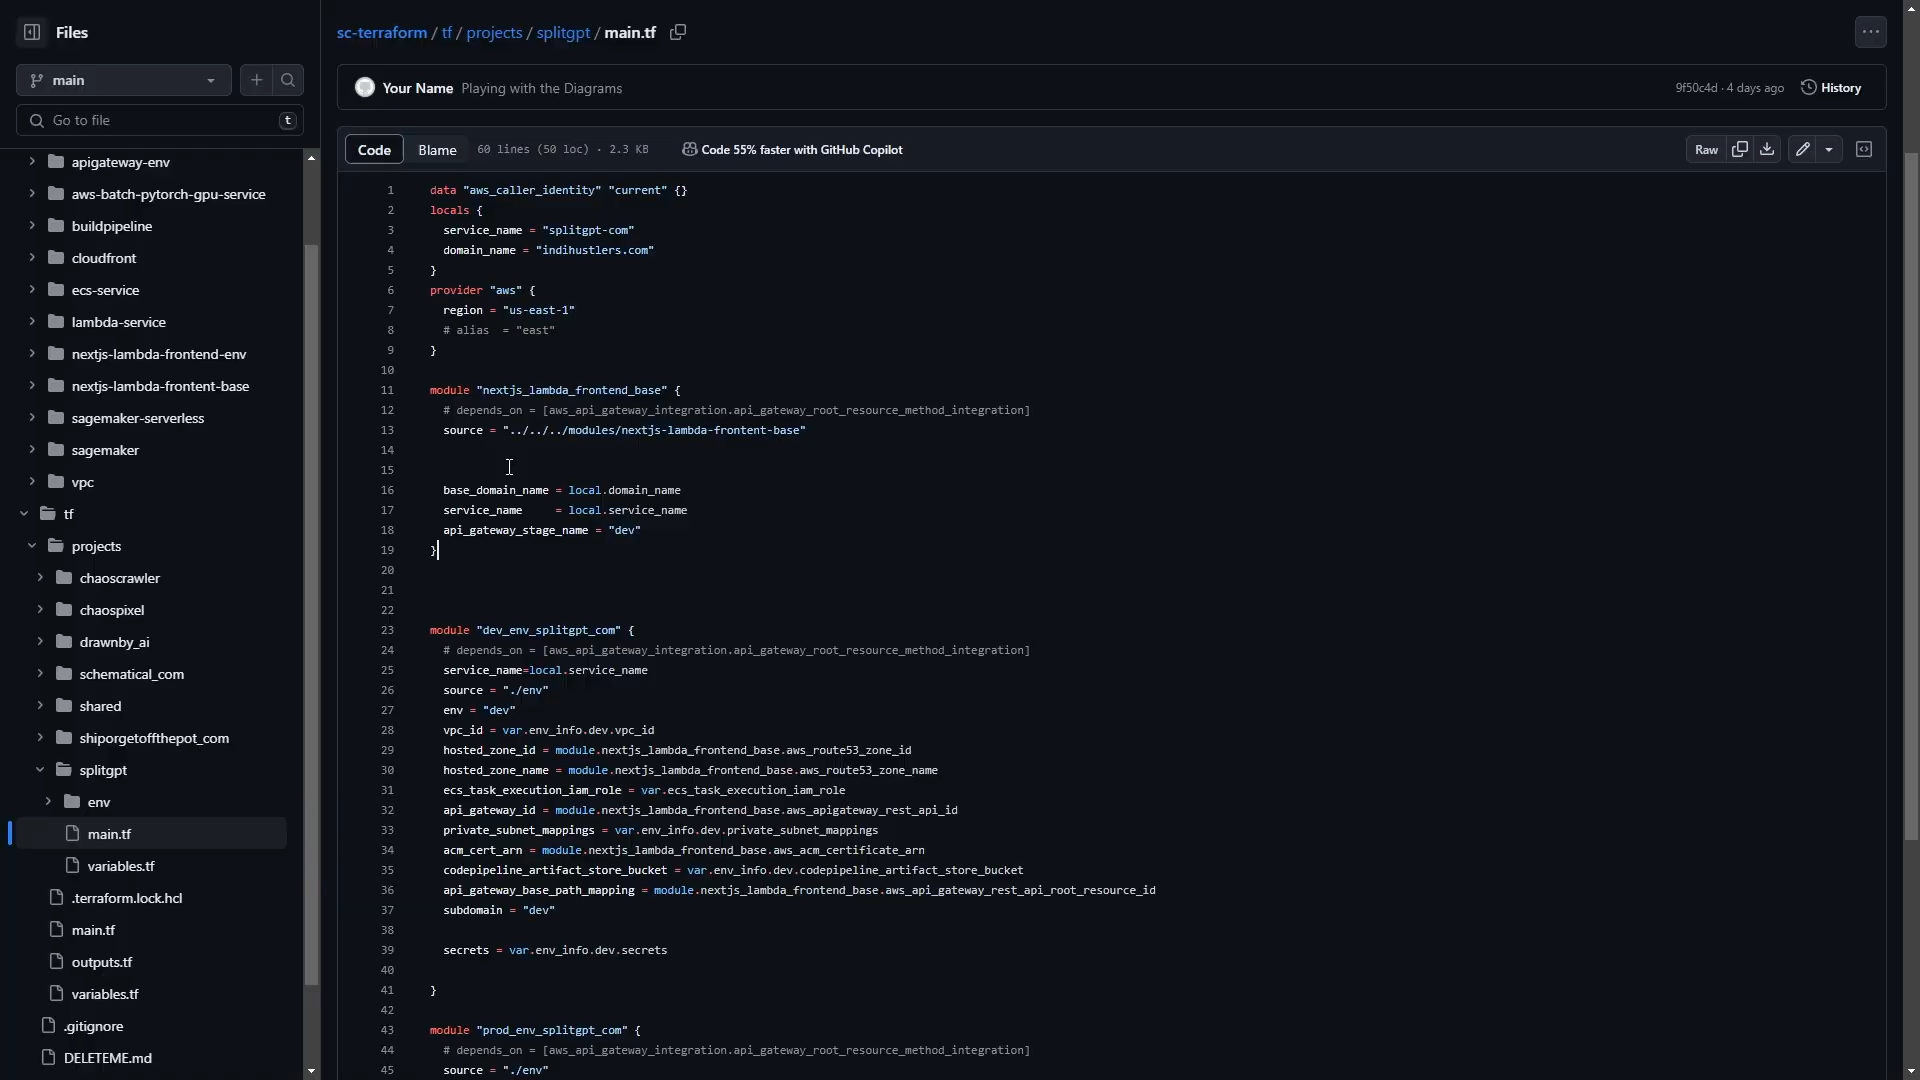 Files
main
Go to file
t
apigateway-env
aws-batch-pytorch-gpu-service
buildpipeline
cloudfront
ecs-service
lambda-service
nextjs-lambda-frontend-env
nextjs-lambda-frontent-base
sagemaker-serverless
sagemaker
vpc
tf
projects
chaoscrawler
chaospixel
drawnby_ai
schematical_com
shared
shiporgetoffthepot_com
splitgpt
env
main.tf
variables.tf
.terraform.lock.hcl
main.tf
outputs.tf
variables.tf
.gitignore
DELETEME.md
sc-terraform / tf / projects / splitgpt / main.tf
Your Name Playing with the Diagrams
9f50c4d · 4 days ago History
Code Blame 60 lines (50 loc) · 2.3 KB Code 55% faster with GitHub Copilot Raw
1 data "aws_caller_identity" "current" {}
2 locals {
3 service_name = "splitgpt-com"
4 domain_name = "indihustlers.com"
5 }
6 provider "aws" {
7 region = "us-east-1"
8 # alias  = "east"
9 }
10
11 module "nextjs_lambda_frontend_base" {
12 # depends_on = [aws_api_gateway_integration.api_gateway_root_resource_method_integration]
13 source = "../../../modules/nextjs-lambda-frontent-base"
14
15
16 base_domain_name = local.domain_name
17 service_name     = local.service_name
18 api_gateway_stage_name = "dev"
19 }
20
21
22
23 module "dev_env_splitgpt_com" {
24 # depends_on = [aws_api_gateway_integration.api_gateway_root_resource_method_integration]
25 service_name=local.service_name
26 source = "./env"
27 env = "dev"
28 vpc_id = var.env_info.dev.vpc_id
29 hosted_zone_id = module.nextjs_lambda_frontend_base.aws_route53_zone_id
30 hosted_zone_name = module.nextjs_lambda_frontend_base.aws_route53_zone_name
31 ecs_task_execution_iam_role = var.ecs_task_execution_iam_role
32 api_gateway_id = module.nextjs_lambda_frontend_base.aws_apigateway_rest_api_id
33 private_subnet_mappings = var.env_info.dev.private_subnet_mappings
34 acm_cert_arn = module.nextjs_lambda_frontend_base.aws_acm_certificate_arn
35 codepipeline_artifact_store_bucket = var.env_info.dev.codepipeline_artifact_store_bucket
36 api_gateway_base_path_mapping = module.nextjs_lambda_frontend_base.aws_api_gateway_rest_api_root_resource_id
37 subdomain = "dev"
38
39 secrets = var.env_info.dev.secrets
40
41 }
42
43 module "prod_env_splitgpt_com" {
44 # depends_on = [aws_api_gateway_integration.api_gateway_root_resource_method_integration]
45 source = "./env"